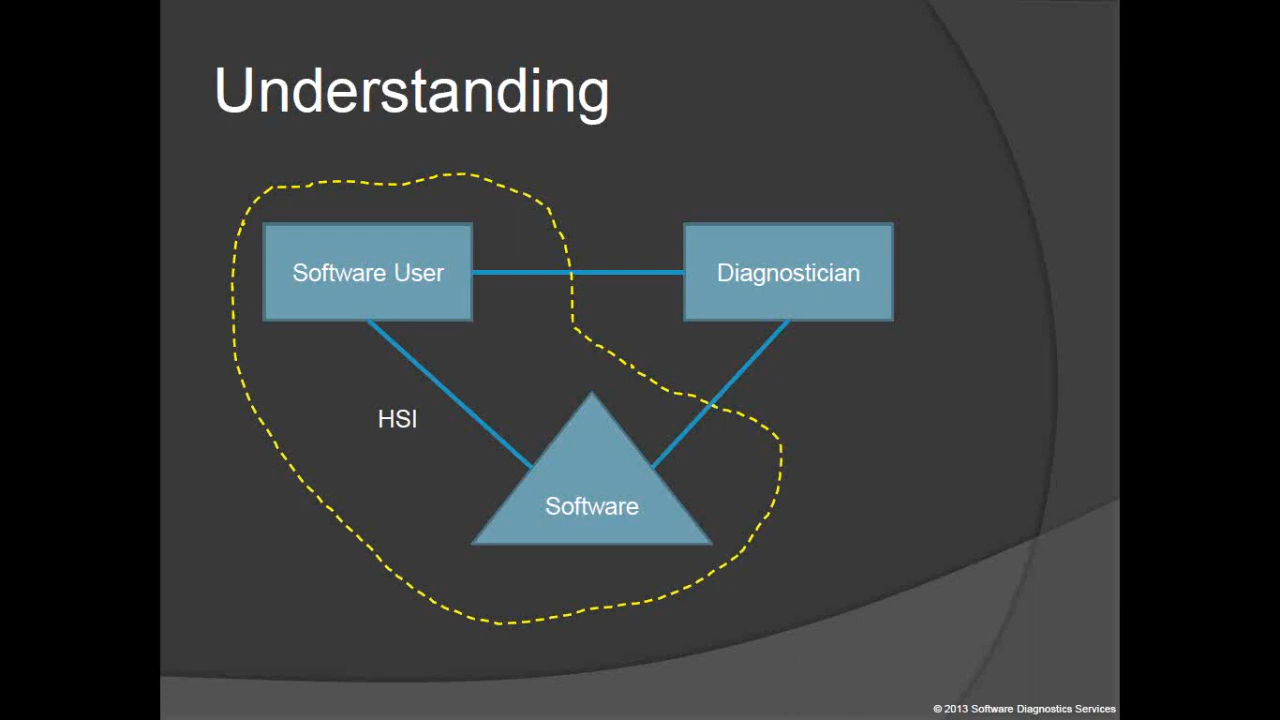 Understanding
Software User
Diagnostician
HSI
Software
© 2013 Software Diagnostics Services